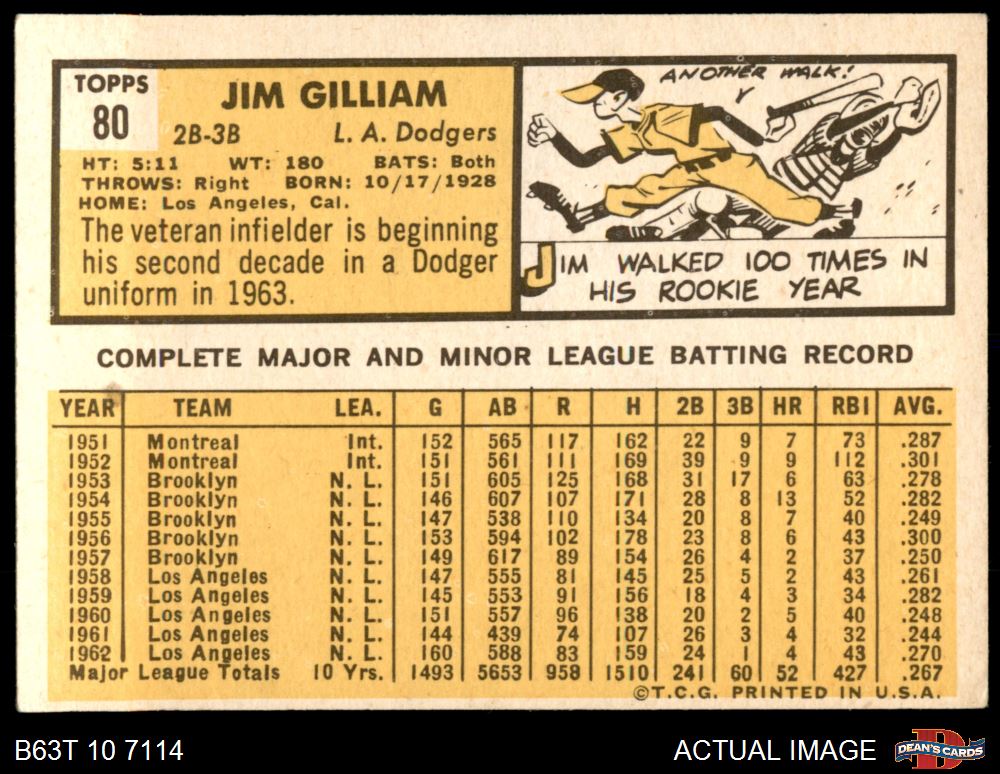 TOPPS
80
JIM GILLIAM
2B-3B L. A. Dodgers
HT: 5:11 WT: 180 BATS: Both
THROWS: Right BORN: 10/17/1928
HOME: Los Angeles, Cal.
The veteran infielder is beginning
his second decade in a Dodger
uniform in 1963.
ANOTHER WALK!
JIM WALKED 100 TIMES IN
HIS ROOKIE YEAR
COMPLETE MAJOR AND MINOR LEAGUE BATTING RECORD
YEAR TEAM LEA. G AB R H 2B 3B HR RBI AVG.
1951 Montreal Int. 152 565 117 162 22 9 7 73 .287
1952 Montreal Int. 151 561 111 169 39 9 9 112 .301
1953 Brooklyn N. L. 151 605 125 168 31 17 6 63 .278
1954 Brooklyn N. L. 146 607 107 171 28 8 13 52 .282
1955 Brooklyn N. L. 147 538 110 134 20 8 7 40 .249
1956 Brooklyn N. L. 153 594 102 178 23 8 6 43 .300
1957 Brooklyn N. L. 149 617 89 154 26 4 2 37 .250
1958 Los Angeles N. L. 147 555 81 145 25 5 2 43 .261
1959 Los Angeles N. L. 145 553 91 156 18 4 3 34 .282
1960 Los Angeles N. L. 151 557 96 138 20 2 5 40 .248
1961 Los Angeles N. L. 144 439 74 107 26 3 4 32 .244
1962 Los Angeles N. L. 160 588 83 159 24 1 4 43 .270
Major League Totals 10 Yrs. 1493 5653 958 1510 241 60 52 427 .267
©T.C.G. PRINTED IN U.S.A.
B63T 10 7114 ACTUAL IMAGE
DEAN'S CARDS